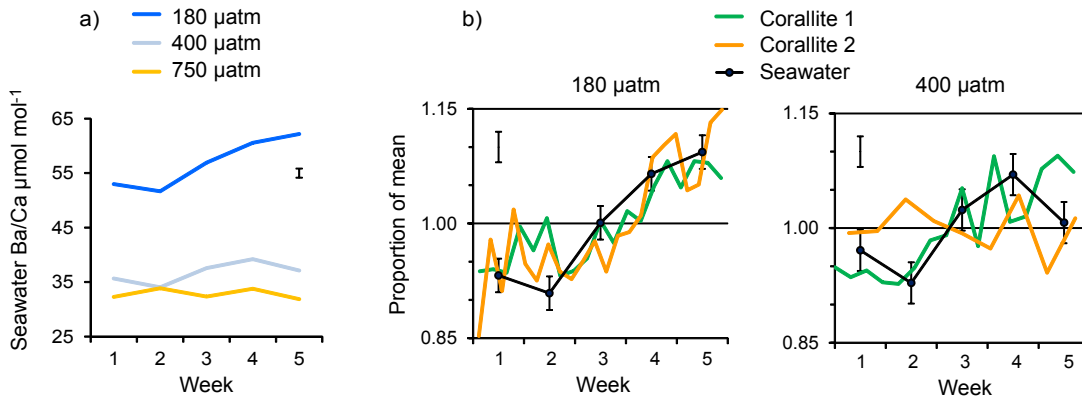 a)
180 µatm
400 µatm
750 µatm
Seawater Ba/Ca µmol mol-1
65
55
45
35
25
1 2 3 4 5
Week
b)
Corallite 1
Corallite 2
Seawater
180 µatm
Proportion of mean
1.15
1.00
0.85
1 2 3 4 5
Week
400 µatm
1.15
1.00
0.85
1 2 3 4 5
Week